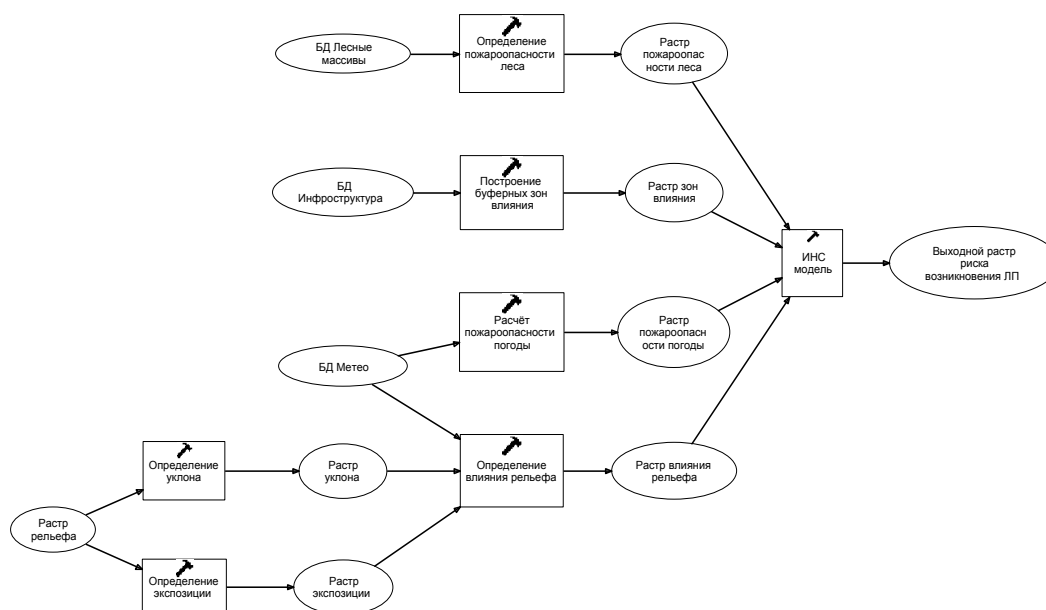 БД Лесные
массивы
Определение
пожароопасности
леса
Растр
пожароопас
ности леса
БД
Инфроструктура
Построение
буферных зон
влияния
Растр зон
влияния
ИНС
модель
Выходной растр
риска
возникновения ЛП
Расчёт
пожароопасности
погоды
Растр
пожароопасн
ости погоды
БД Метео
Определение
уклона
Растр
уклона
Определение
влияния рельефа
Растр влияния
рельефа
Растр
рельефа
Определение
экспозиции
Растр
экспозиции